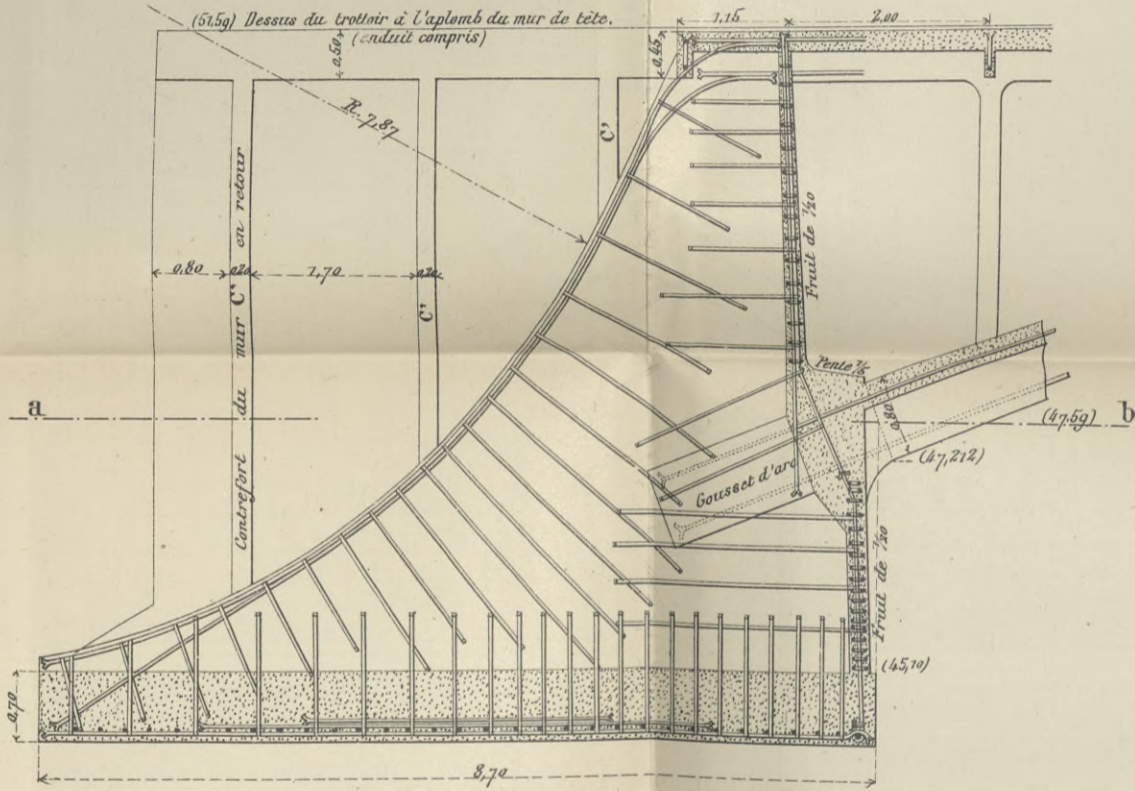 (51,59) Dessus du trottoir à l'aplomb du mur de tête.
(enduit compris)
1,15
2,00
0,50
0,45
R. 7,87
C'
Contrefort du mur C' en retour
0,80
0,20
1,70
0,20
C'
Fruit de 1/20
Pente
a
b
0,80
(47,59)
(47,212)
Gousset d'arc
Fruit de 1/20
(45,10)
0,70
8,70